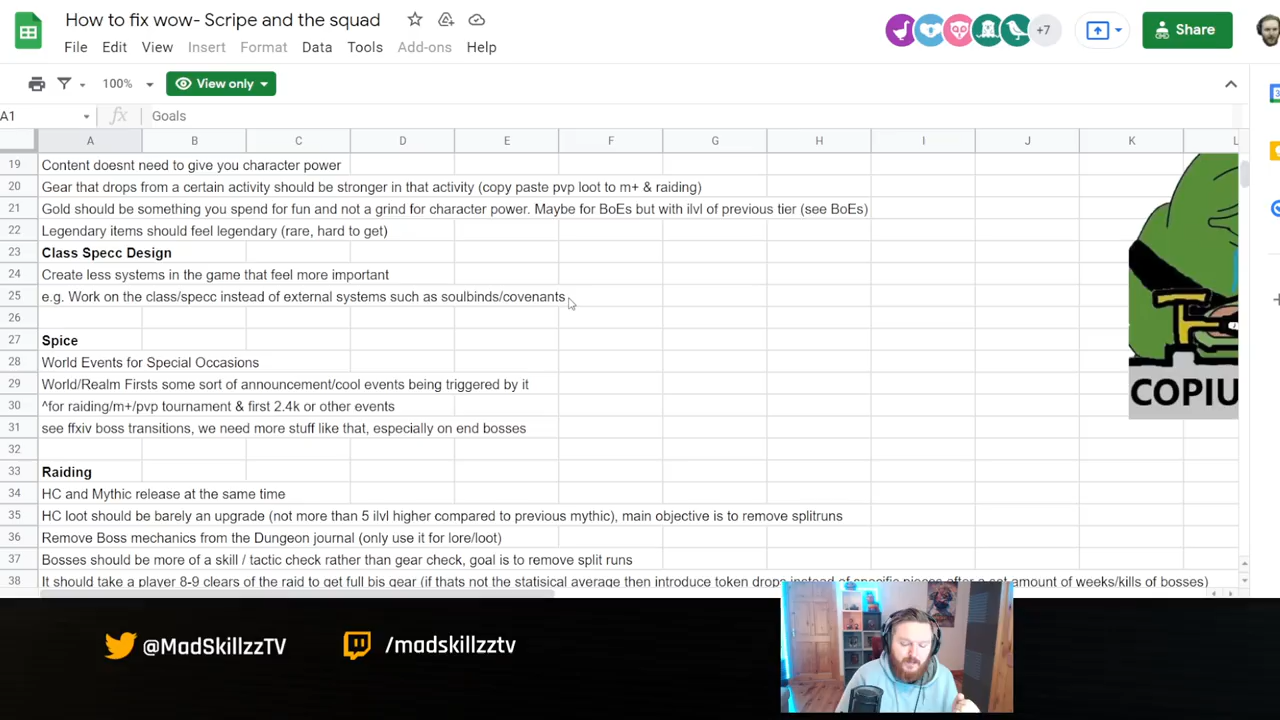 How to fix wow- Scripe and the squad
+7
Share
File Edit View Insert Format Data Tools Add-ons Help
100%
View only
A1
fx
Goals
A B C D E F G H I J K L
19 Content doesnt need to give you character power
20 Gear that drops from a certain activity should be stronger in that activity (copy paste pvp loot to m+ & raiding)
21 Gold should be something you spend for fun and not a grind for character power. Maybe for BoEs but with ilvl of previous tier (see BoEs)
22 Legendary items should feel legendary (rare, hard to get)
23 Class Specc Design
24 Create less systems in the game that feel more important
25 e.g. Work on the class/specc instead of external systems such as soulbinds/covenants
26
27 Spice
28 World Events for Special Occasions
29 World/Realm Firsts some sort of announcement/cool events being triggered by it
30 ^for raiding/m+/pvp tournament & first 2.4k or other events
31 see ffxiv boss transitions, we need more stuff like that, especially on end bosses
32
33 Raiding
34 HC and Mythic release at the same time
35 HC loot should be barely an upgrade (not more than 5 ilvl higher compared to previous mythic), main objective is to remove splitruns
36 Remove Boss mechanics from the Dungeon journal (only use it for lore/loot)
37 Bosses should be more of a skill / tactic check rather than gear check, goal is to remove split runs
38 It should take a player 8-9 clears of the raid to get full bis gear (if thats not the statisical average then introduce token drops instead of specific pieces after a set amount of weeks/kills of bosses)
COPIU
@MadSkillzzTV
/madskillzztv